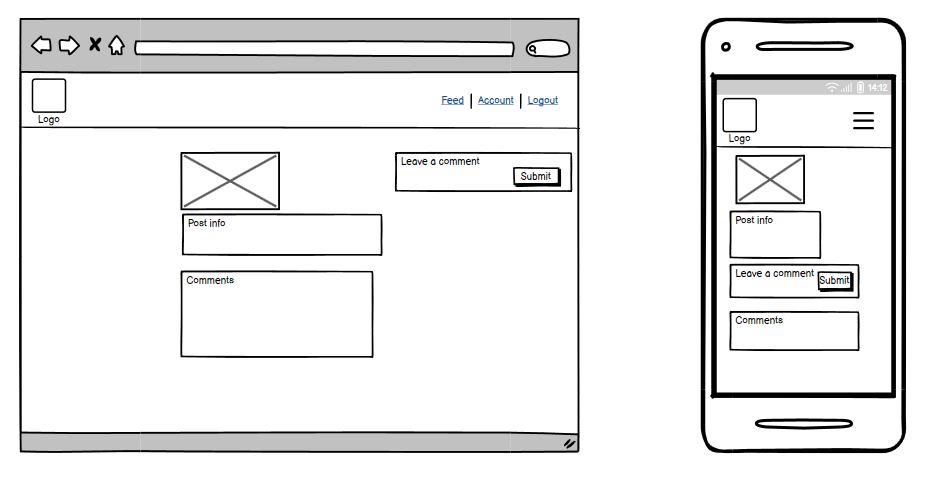 Logo
Feed | Account | Logout
Leave a comment
Submit
Post info
Comments
14:12
Logo
Post info
Leave a comment
Submit
Comments